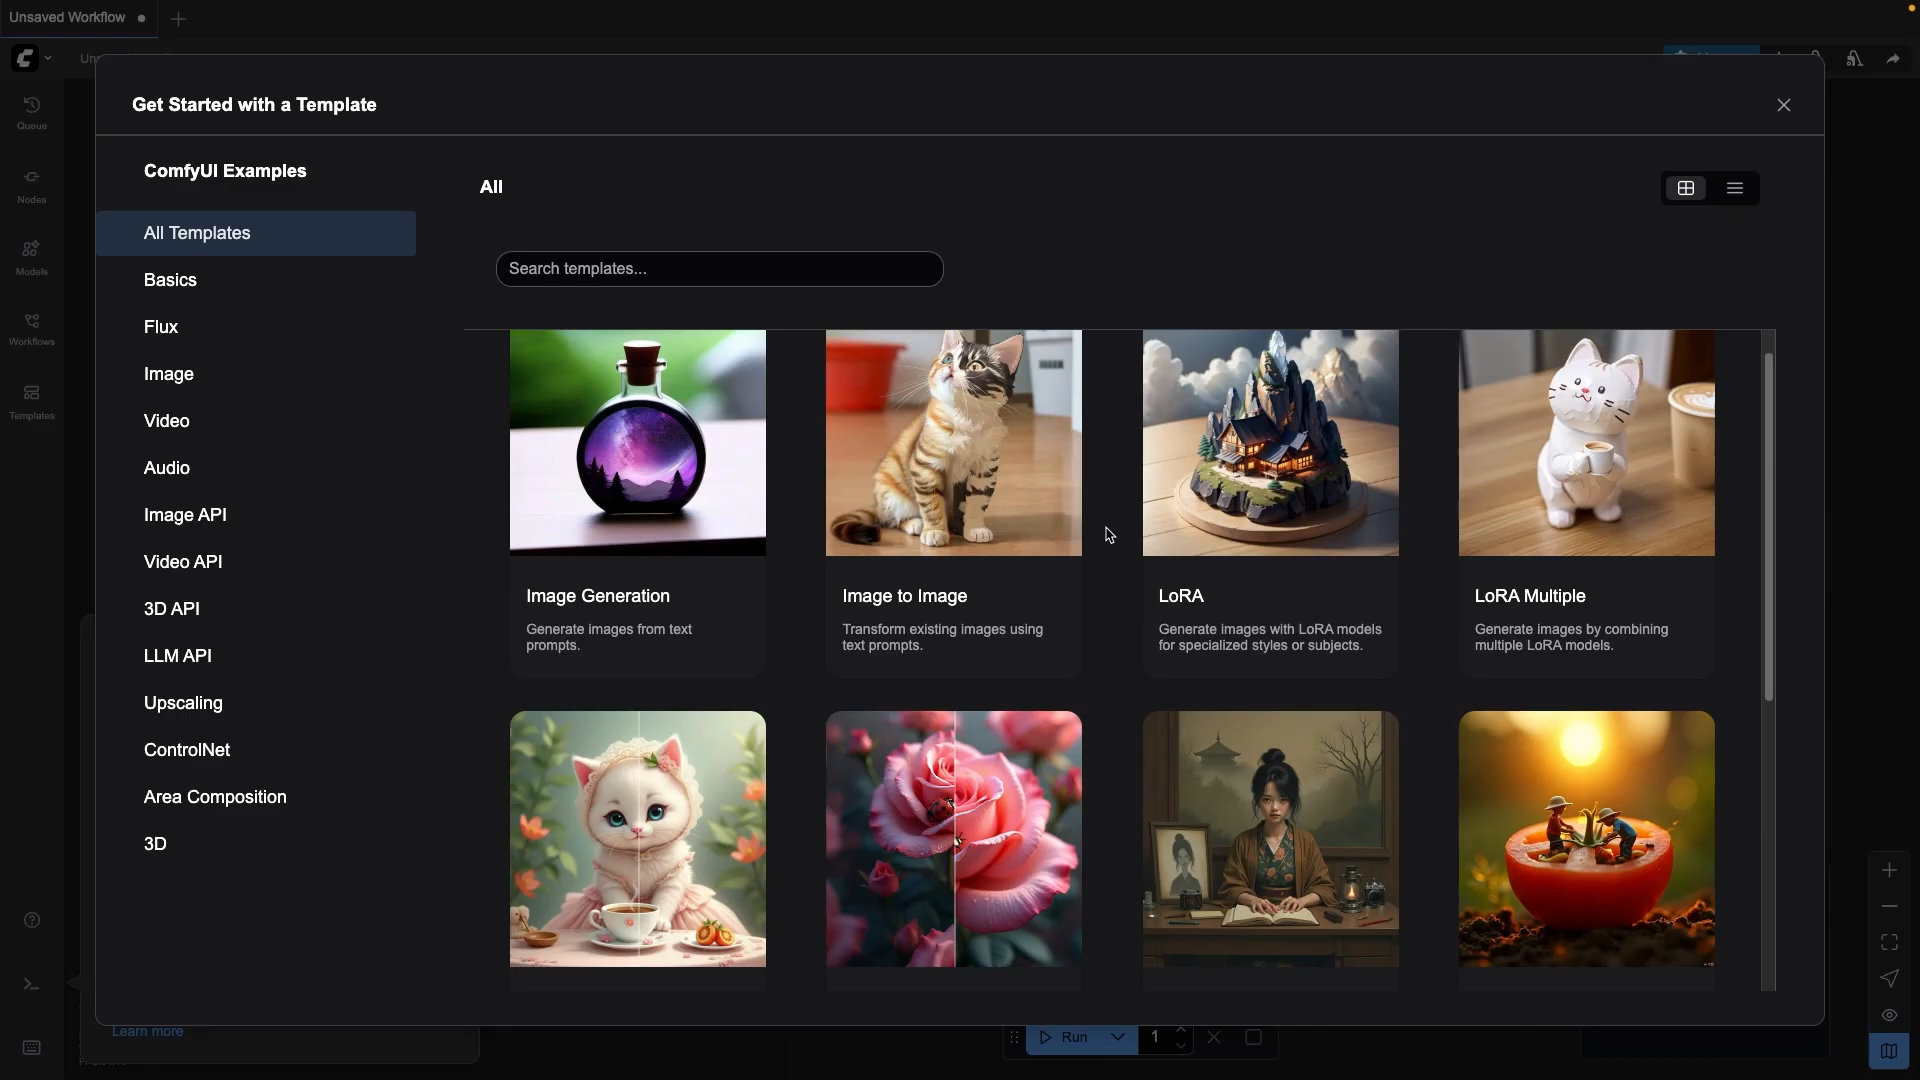 Unsaved Workflow
Get Started with a Template
ComfyUI Examples
All Templates
Basics
Flux
Image
Video
Audio
Image API
Video API
3D API
LLM API
Upscaling
ControlNet
Area Composition
3D
All
Search templates...
Image Generation
Generate images from text
prompts.
Image to Image
Transform existing images using
text prompts.
LoRA
Generate images with LoRA models
for specialized styles or subjects.
LoRA Multiple
Generate images by combining
multiple LoRA models.
Queue
Nodes
Models
Workflows
Templates
Learn more
Run
1